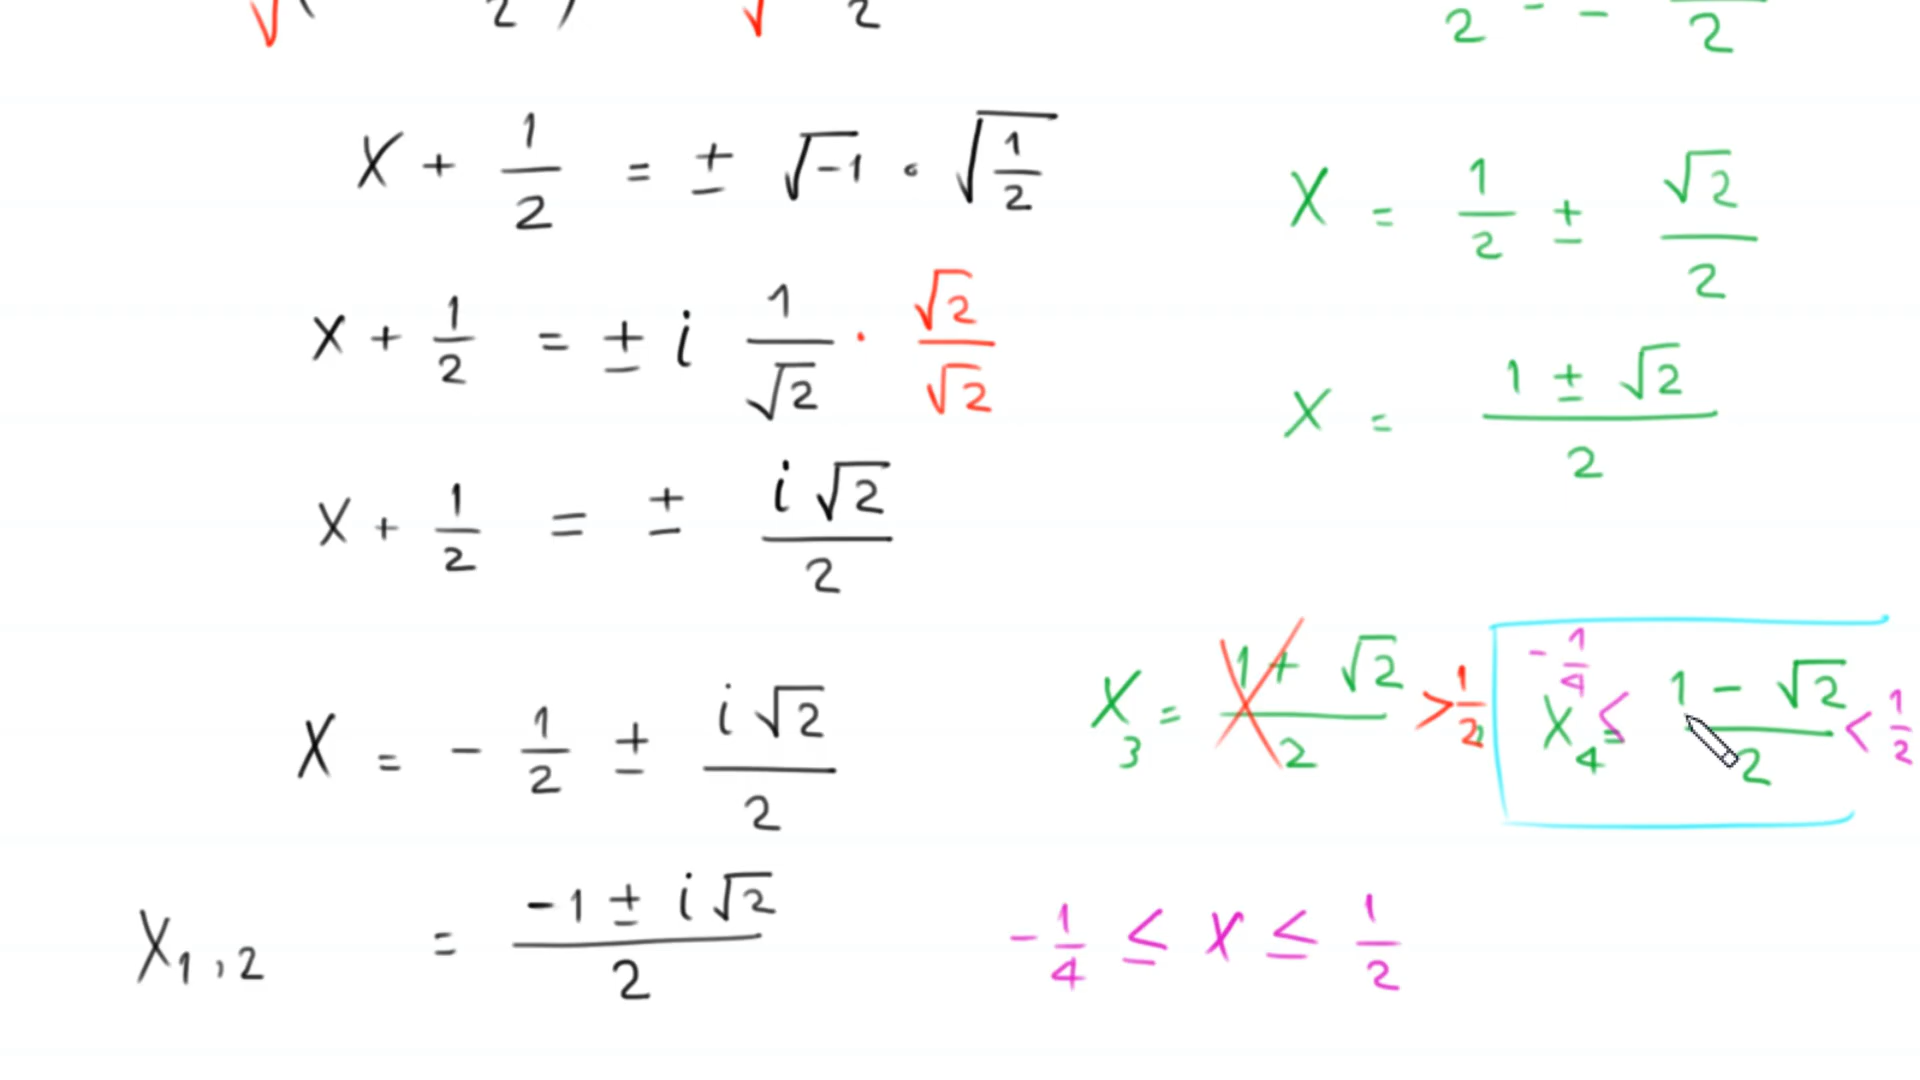 x + 1/2 = ± √-1 · √(1/2)
x + 1/2 = ± i 1/√2 · √2/√2
x + 1/2 = ± i√2/2
x = - 1/2 ± i√2/2
x1,2 = (-1 ± i√2)/2
x = 1/2 ± √2/2
x = (1 ± √2)/2
x3 = (1 + √2)/2 > 1/2
-1/4 ≤ x4 = (1 - √2)/2 < 1/2
-1/4 ≤ x ≤ 1/2